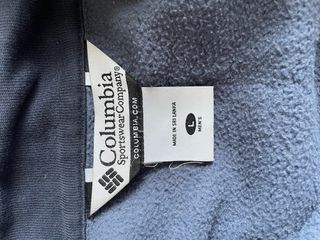 Columbia
Sportswear Company®
COLUMBIA.COM
L
MEN'S
MADE IN SRI LANKA